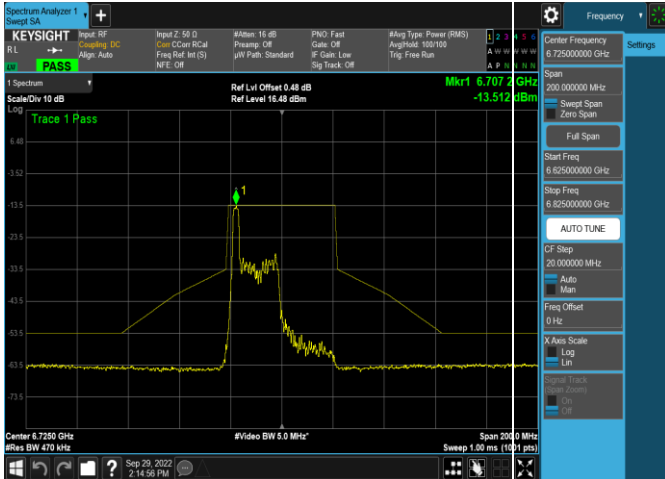 Spectrum Analyzer 1
Swept SA
+
Frequency
KEYSIGHT
RL
LV
PASS
Input: RF
Coupling: DC
Align: Auto
Input Z: 50 Ω
Corr CCorr RCal
Freq Ref: Int (S)
NFE: Off
#Atten: 16 dB
Preamp: Off
µW Path: Standard
PNO: Fast
Gate: Off
IF Gain: Low
Sig Track: Off
#Avg Type: Power (RMS)
Avg|Hold: 100/100
Trig: Free Run
1 2 3 4 5 6
A W W W W W
A P N N N N
1 Spectrum
Scale/Div 10 dB
Log
Ref Lvl Offset 0.48 dB
Ref Level 16.48 dBm
Mkr1 6.707 2 GHz
-13.512 dBm
Trace 1 Pass
6.48
-3.52
-13.5
-23.5
-33.5
-43.5
-53.5
-63.5
-73.5
1
Center 6.7250 GHz
#Res BW 470 kHz
#Video BW 5.0 MHz*
Span 200.0 MHz
Sweep 1.00 ms (1001 pts)
Sep 29, 2022
2:14:56 PM
Center Frequency
6.725000000 GHz
Settings
Span
200.000000 MHz
Swept Span
Zero Span
Full Span
Start Freq
6.625000000 GHz
Stop Freq
6.825000000 GHz
AUTO TUNE
CF Step
20.000000 MHz
Auto
Man
Freq Offset
0 Hz
X Axis Scale
Log
Lin
Signal Track
(Span Zoom)
On
Off